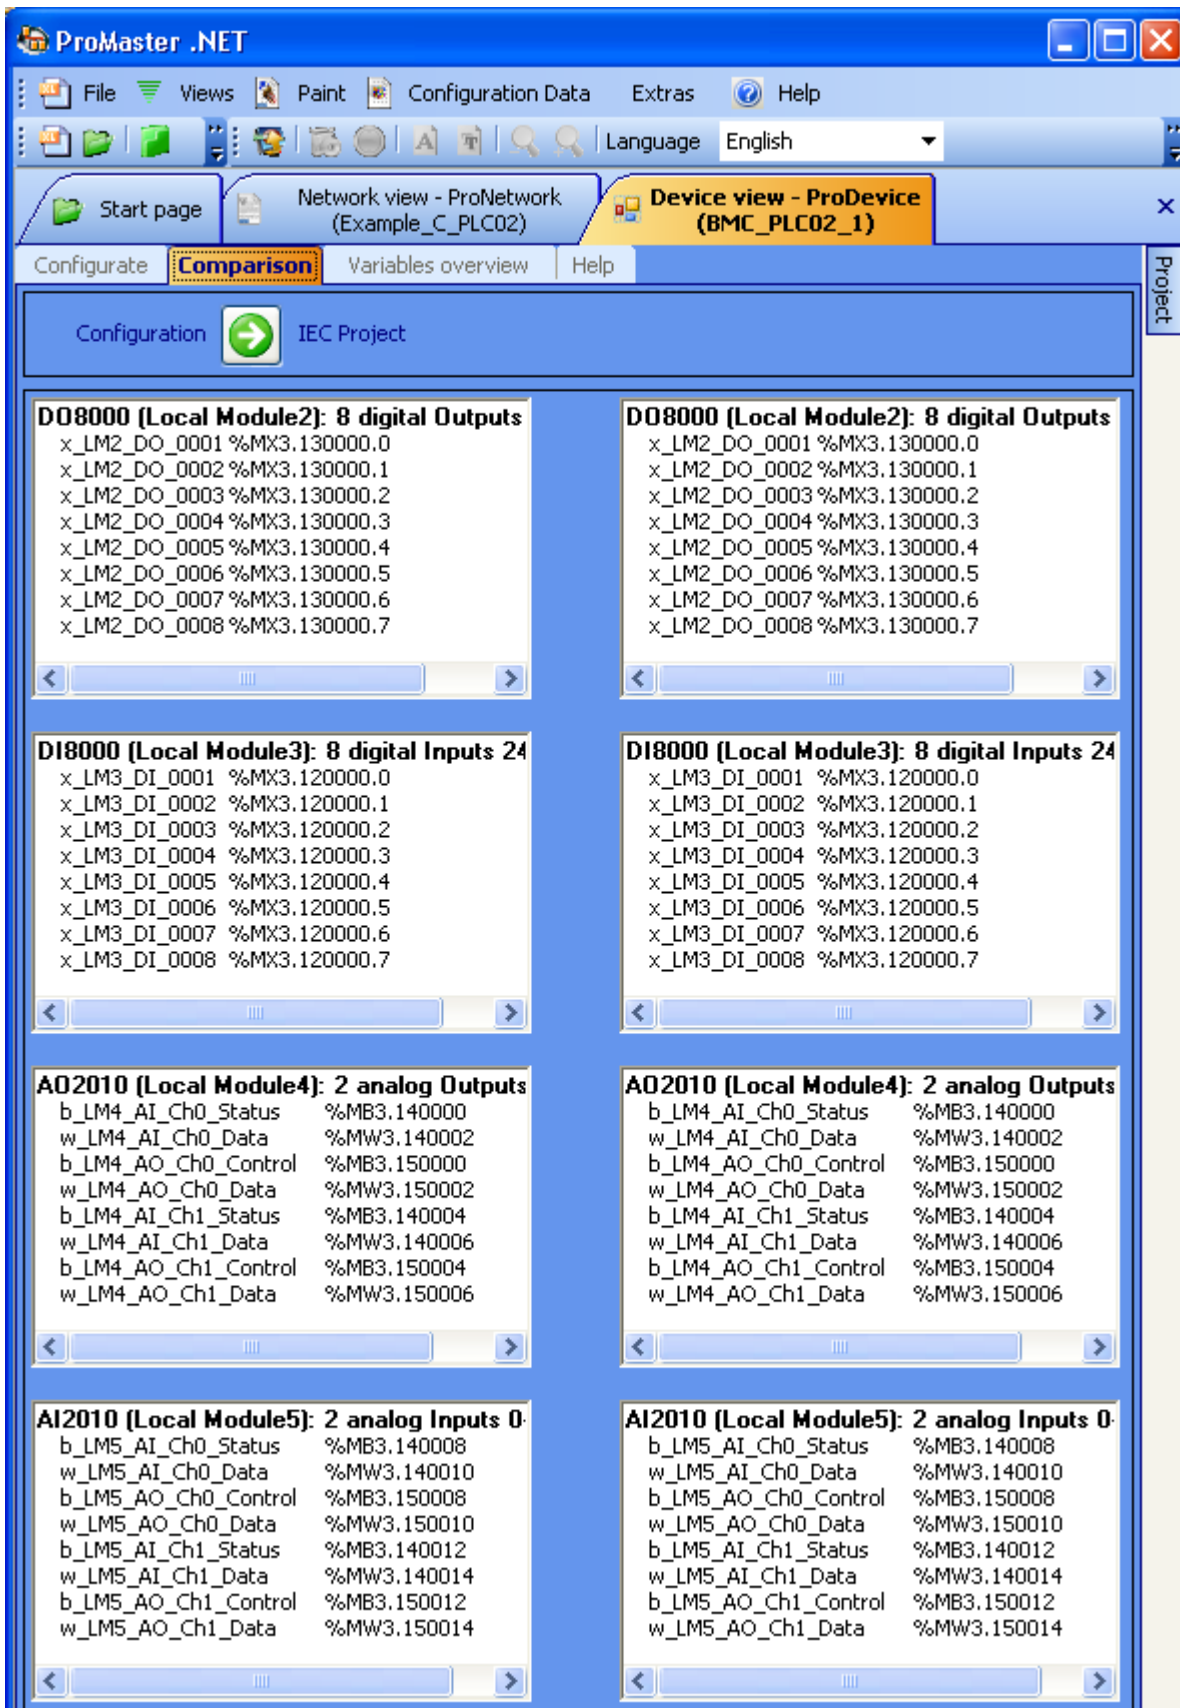 ProMaster .NET
File Views Paint Configuration Data Extras Help
Language English
Start page
Network view - ProNetwork
(Example_C_PLC02)
Device view - ProDevice
(BMC_PLC02_1)
Configurate Comparison Variables overview Help
Project
Configuration IEC Project
DO8000 (Local Module2): 8 digital Outputs
x_LM2_DO_0001 %MX3.130000.0
x_LM2_DO_0002 %MX3.130000.1
x_LM2_DO_0003 %MX3.130000.2
x_LM2_DO_0004 %MX3.130000.3
x_LM2_DO_0005 %MX3.130000.4
x_LM2_DO_0006 %MX3.130000.5
x_LM2_DO_0007 %MX3.130000.6
x_LM2_DO_0008 %MX3.130000.7
DO8000 (Local Module2): 8 digital Outputs
x_LM2_DO_0001 %MX3.130000.0
x_LM2_DO_0002 %MX3.130000.1
x_LM2_DO_0003 %MX3.130000.2
x_LM2_DO_0004 %MX3.130000.3
x_LM2_DO_0005 %MX3.130000.4
x_LM2_DO_0006 %MX3.130000.5
x_LM2_DO_0007 %MX3.130000.6
x_LM2_DO_0008 %MX3.130000.7
DI8000 (Local Module3): 8 digital Inputs 24
x_LM3_DI_0001 %MX3.120000.0
x_LM3_DI_0002 %MX3.120000.1
x_LM3_DI_0003 %MX3.120000.2
x_LM3_DI_0004 %MX3.120000.3
x_LM3_DI_0005 %MX3.120000.4
x_LM3_DI_0006 %MX3.120000.5
x_LM3_DI_0007 %MX3.120000.6
x_LM3_DI_0008 %MX3.120000.7
DI8000 (Local Module3): 8 digital Inputs 24
x_LM3_DI_0001 %MX3.120000.0
x_LM3_DI_0002 %MX3.120000.1
x_LM3_DI_0003 %MX3.120000.2
x_LM3_DI_0004 %MX3.120000.3
x_LM3_DI_0005 %MX3.120000.4
x_LM3_DI_0006 %MX3.120000.5
x_LM3_DI_0007 %MX3.120000.6
x_LM3_DI_0008 %MX3.120000.7
AO2010 (Local Module4): 2 analog Outputs
b_LM4_AI_Ch0_Status %MB3.140000
w_LM4_AI_Ch0_Data %MW3.140002
b_LM4_AO_Ch0_Control %MB3.150000
w_LM4_AO_Ch0_Data %MW3.150002
b_LM4_AI_Ch1_Status %MB3.140004
w_LM4_AI_Ch1_Data %MW3.140006
b_LM4_AO_Ch1_Control %MB3.150004
w_LM4_AO_Ch1_Data %MW3.150006
AO2010 (Local Module4): 2 analog Outputs
b_LM4_AI_Ch0_Status %MB3.140000
w_LM4_AI_Ch0_Data %MW3.140002
b_LM4_AO_Ch0_Control %MB3.150000
w_LM4_AO_Ch0_Data %MW3.150002
b_LM4_AI_Ch1_Status %MB3.140004
w_LM4_AI_Ch1_Data %MW3.140006
b_LM4_AO_Ch1_Control %MB3.150004
w_LM4_AO_Ch1_Data %MW3.150006
AI2010 (Local Module5): 2 analog Inputs 0-
b_LM5_AI_Ch0_Status %MB3.140008
w_LM5_AI_Ch0_Data %MW3.140010
b_LM5_AO_Ch0_Control %MB3.150008
w_LM5_AO_Ch0_Data %MW3.150010
b_LM5_AI_Ch1_Status %MB3.140012
w_LM5_AI_Ch1_Data %MW3.140014
b_LM5_AO_Ch1_Control %MB3.150012
w_LM5_AO_Ch1_Data %MW3.150014
AI2010 (Local Module5): 2 analog Inputs 0-
b_LM5_AI_Ch0_Status %MB3.140008
w_LM5_AI_Ch0_Data %MW3.140010
b_LM5_AO_Ch0_Control %MB3.150008
w_LM5_AO_Ch0_Data %MW3.150010
b_LM5_AI_Ch1_Status %MB3.140012
w_LM5_AI_Ch1_Data %MW3.140014
b_LM5_AO_Ch1_Control %MB3.150012
w_LM5_AO_Ch1_Data %MW3.150014